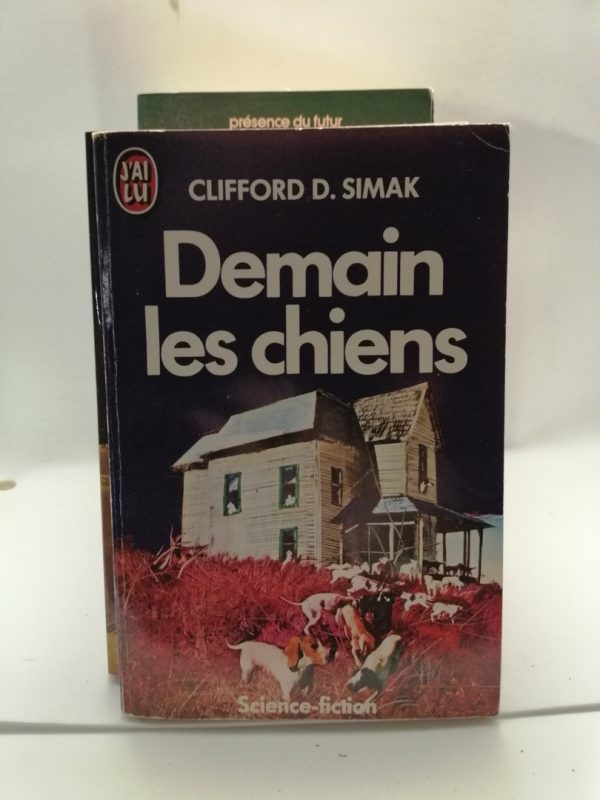 présence du futur
J'AI
LU
CLIFFORD D. SIMAK
Demain
les chiens
Science-fiction